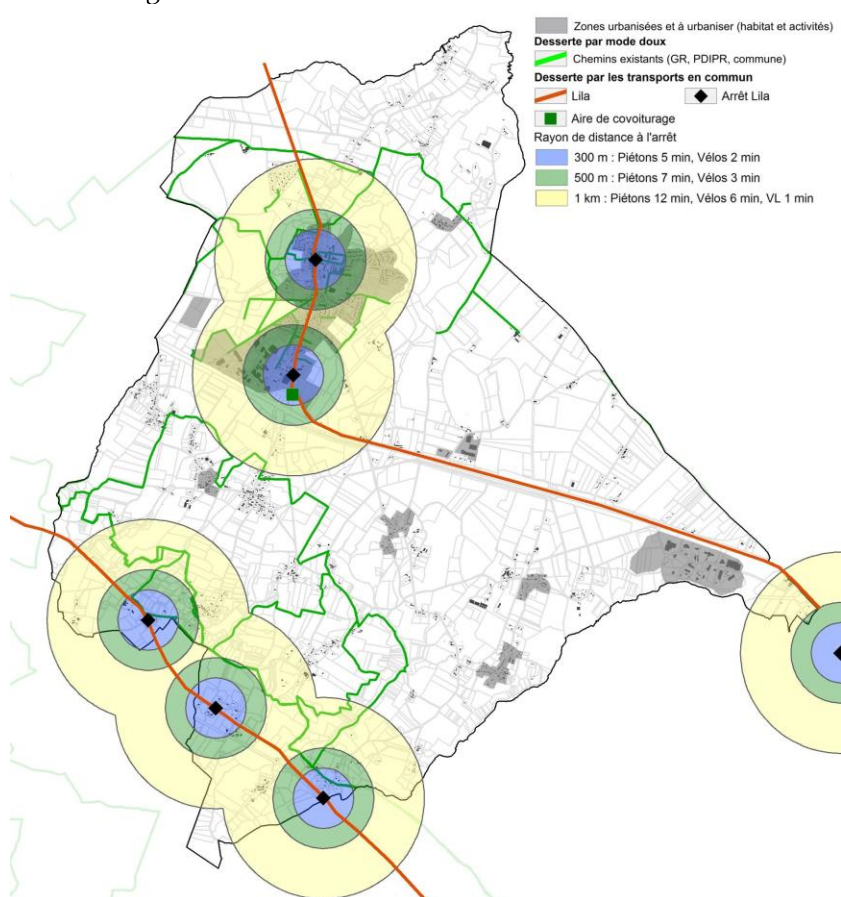 Zones urbanisées et à urbaniser (habitat et activités)
Desserte par mode doux
Chemins existants (GR, PDIPR, commune)
Desserte par les transports en commun
Lila
Arrêt Lila
Aire de covoiturage
Rayon de distance à l'arrêt
300 m : Piétons 5 min, Vélos 2 min
500 m : Piétons 7 min, Vélos 3 min
1 km : Piétons 12 min, Vélos 6 min, VL 1 min